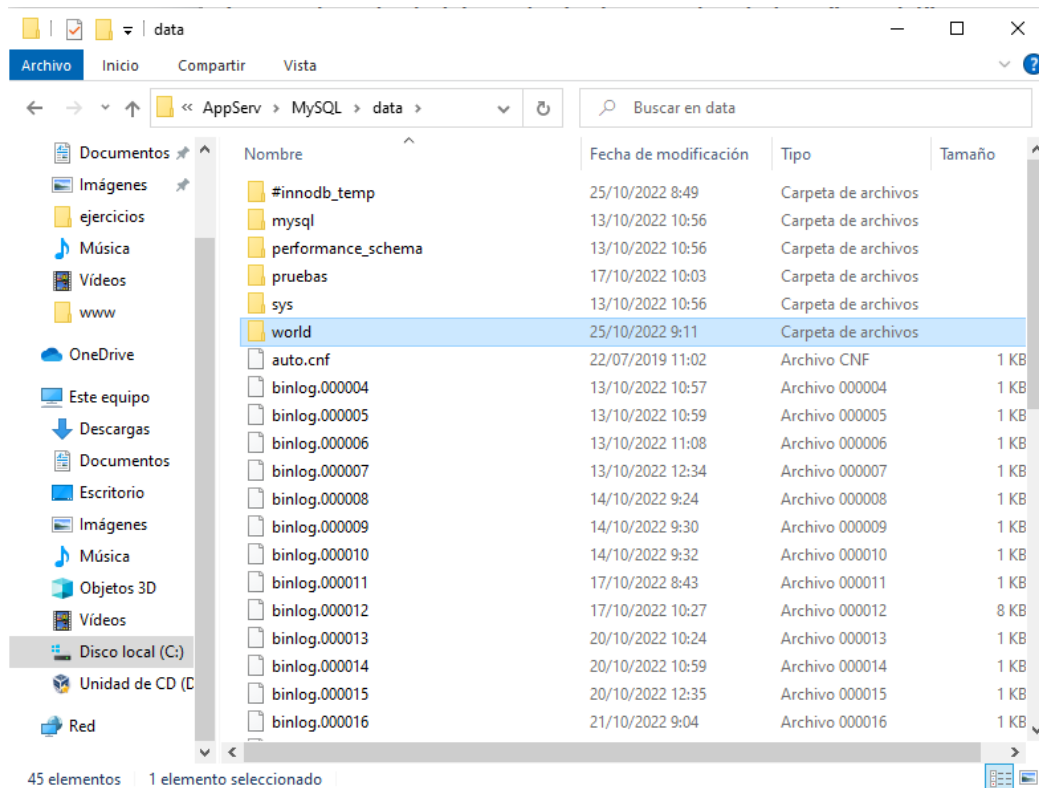 data
Archivo Inicio Compartir Vista
« AppServ > MySQL > data >
Buscar en data
Nombre Fecha de modificación Tipo Tamaño
Documentos
Imágenes
ejercicios
Música
Vídeos
www
OneDrive
Este equipo
Descargas
Documentos
Escritorio
Imágenes
Música
Objetos 3D
Vídeos
Disco local (C:)
Unidad de CD (D
Red
#innodb_temp 25/10/2022 8:49 Carpeta de archivos
mysql 13/10/2022 10:56 Carpeta de archivos
performance_schema 13/10/2022 10:56 Carpeta de archivos
pruebas 17/10/2022 10:03 Carpeta de archivos
sys 13/10/2022 10:56 Carpeta de archivos
world 25/10/2022 9:11 Carpeta de archivos
auto.cnf 22/07/2019 11:02 Archivo CNF 1 KB
binlog.000004 13/10/2022 10:57 Archivo 000004 1 KB
binlog.000005 13/10/2022 10:59 Archivo 000005 1 KB
binlog.000006 13/10/2022 11:08 Archivo 000006 1 KB
binlog.000007 13/10/2022 12:34 Archivo 000007 1 KB
binlog.000008 14/10/2022 9:24 Archivo 000008 1 KB
binlog.000009 14/10/2022 9:30 Archivo 000009 1 KB
binlog.000010 14/10/2022 9:32 Archivo 000010 1 KB
binlog.000011 17/10/2022 8:43 Archivo 000011 1 KB
binlog.000012 17/10/2022 10:27 Archivo 000012 8 KB
binlog.000013 20/10/2022 10:24 Archivo 000013 1 KB
binlog.000014 20/10/2022 10:59 Archivo 000014 1 KB
binlog.000015 20/10/2022 12:35 Archivo 000015 1 KB
binlog.000016 21/10/2022 9:04 Archivo 000016 1 KB
45 elementos 1 elemento seleccionado